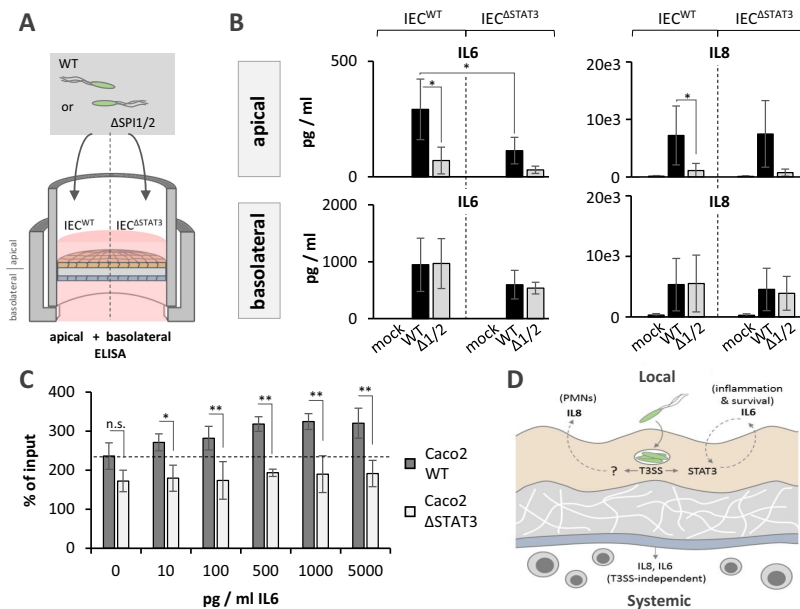 A
WT
or
ΔSPI1/2
IEC^WT
IEC^ΔSTAT3
basolateral | apical
apical + basolateral
ELISA
B
IEC^WT
IEC^ΔSTAT3
IEC^WT
IEC^ΔSTAT3
apical
IL6
pg / ml
500
0
*
*
IL8
20e3
10e3
0
*
basolateral
IL6
pg / ml
2000
1000
0
mock
WT
Δ1/2
mock
WT
Δ1/2
IL8
20e3
10e3
0
mock
WT
Δ1/2
mock
WT
Δ1/2
C
% of input
400
300
200
100
0
n.s.
*
**
**
**
**
0
10
100
500
1000
5000
pg / ml IL6
Caco2
WT
Caco2
ΔSTAT3
D
Local
(PMNs)
IL8
(inflammation
& survival)
IL6
?
T3SS
STAT3
IL8, IL6
(T3SS-independent)
Systemic